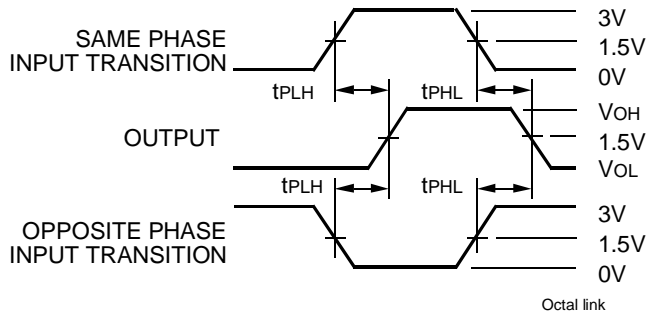 3V
SAME PHASE
INPUT TRANSITION
1.5V
0V
tPLH
tPHL
VOH
OUTPUT
1.5V
VOL
tPLH
tPHL
3V
OPPOSITE PHASE
INPUT TRANSITION
1.5V
0V
Octal link